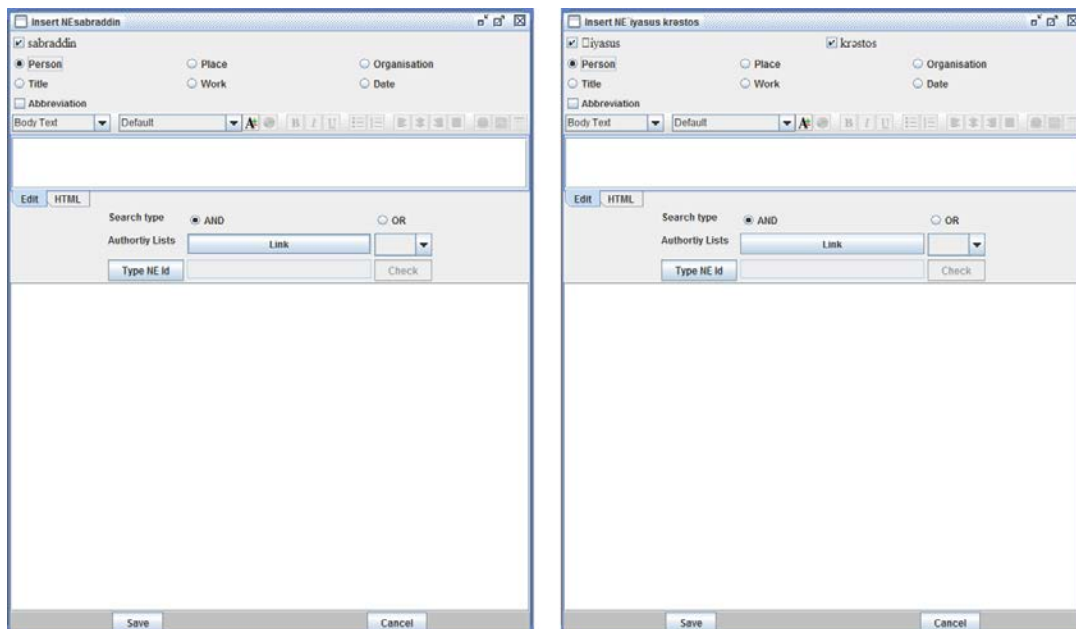 Insert NEsabraddin
sabraddin
Person Place Organisation
Title Work Date
Abbreviation
Body Text Default B I U
Edit HTML
Search type AND OR
Authortiy Lists Link
Type NE Id Check
Save Cancel
Insert NE iyasus krəstos
iyasus krəstos
Person Place Organisation
Title Work Date
Abbreviation
Body Text Default B I U
Edit HTML
Search type AND OR
Authortiy Lists Link
Type NE Id Check
Save Cancel